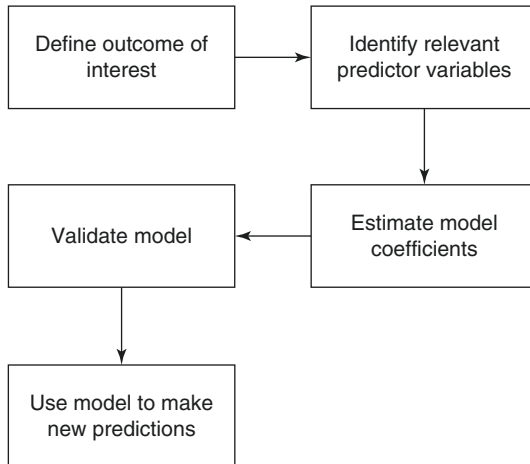 Define outcome of
interest
Identify relevant
predictor variables
Estimate model
coefficients
Validate model
Use model to make
new predictions